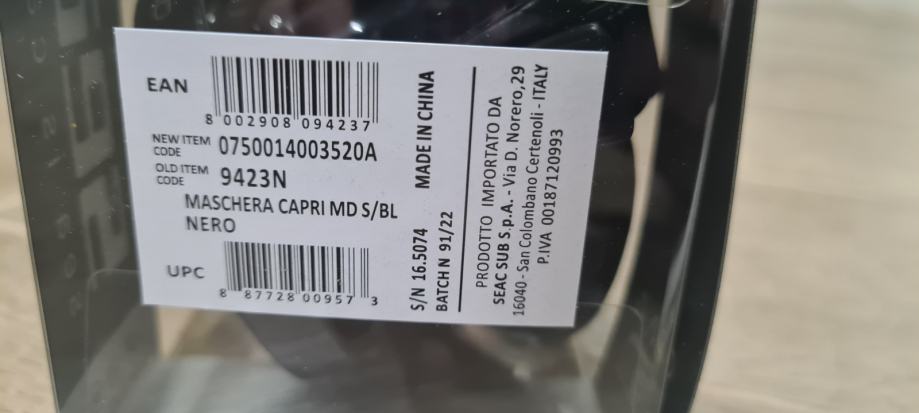 EAN
8 002908 094237
NEW ITEM CODE 0750014003520A
OLD ITEM CODE 9423N
MASCHERA CAPRI MD S/BL
NERO
UPC
8 87728 00957 3
S/N 16.5074 MADE IN CHINA
BATCH N 91/22
PRODOTTO IMPORTATO DA
SEAC SUB S.p.A. - Via D. Norero,29
16040 - San Colombano Certenoli - ITALY
P.IVA 00187120993